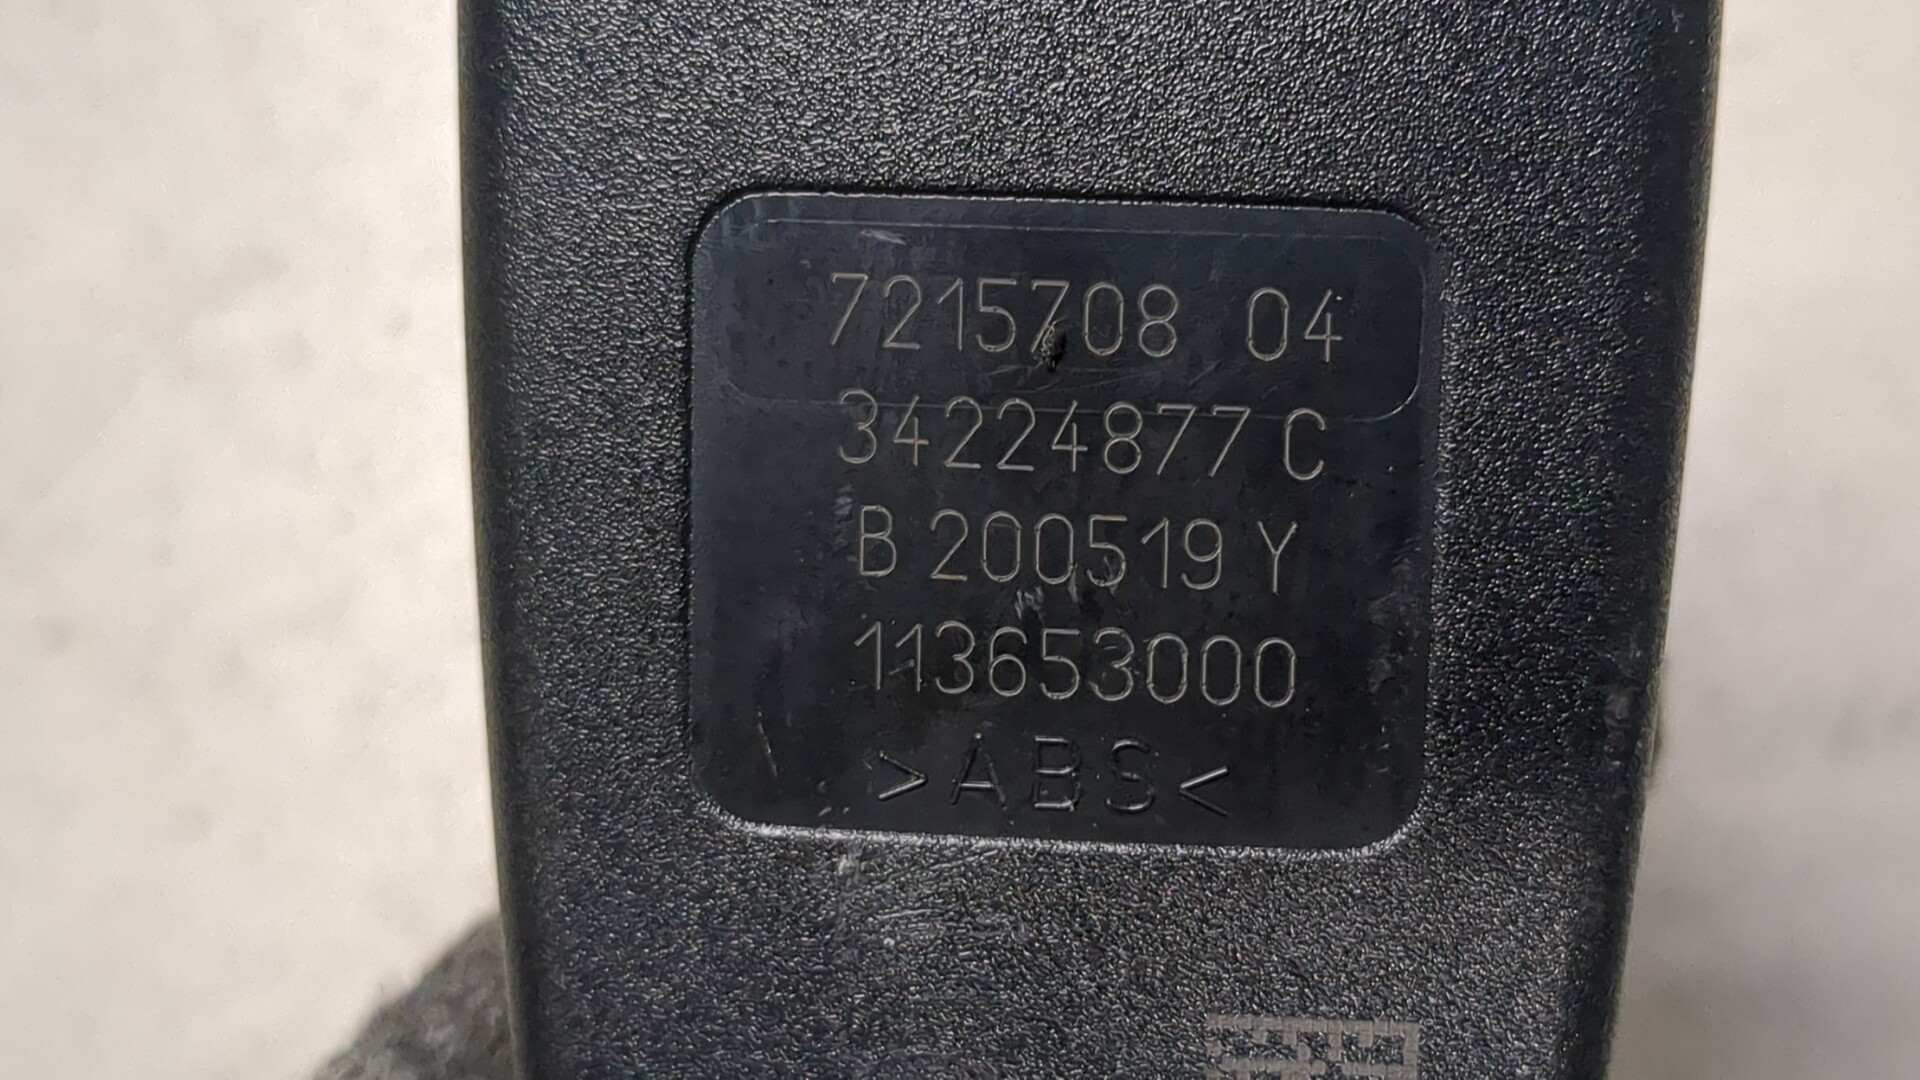 7215708 04
34224877 C
B 200519 Y
113653000
>ABS<